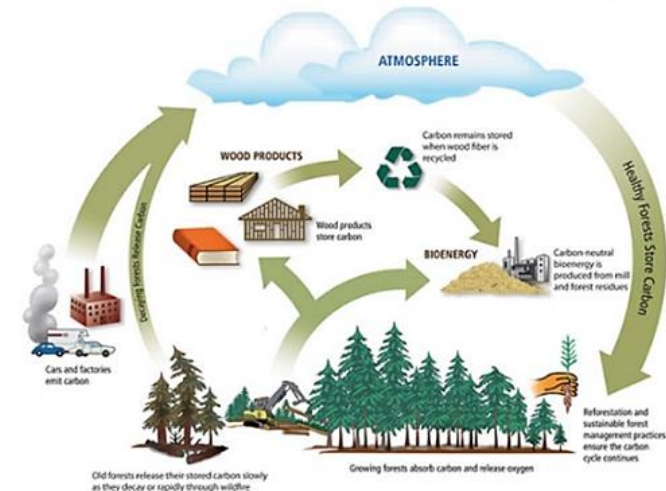 ATMOSPHERE
WOOD PRODUCTS
Carbon remains stored
when wood fiber is
recycled
Wood products
store carbon
BIOENERGY
Carbon-neutral
bioenergy is
produced from mill
and forest residues
Healthy Forests Store Carbon
Decaying Forests Release Carbon
Cars and factories
emit carbon
Reforestation and
sustainable forest
management practices
ensure the carbon
cycle continues
Growing forests absorb carbon and release oxygen
Old forests release their stored carbon slowly
as they decay or rapidly through wildfire